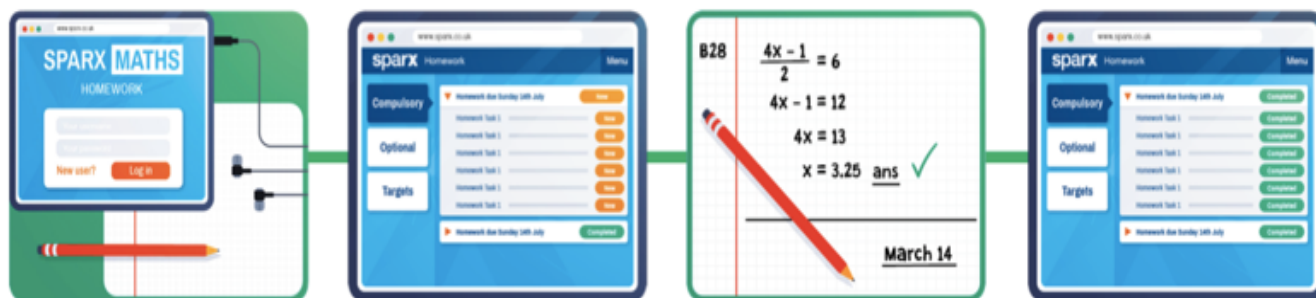 www.sparx.co.uk
SPARX MATHS
HOMEWORK
New user?
Log in
www.sparx.co.uk
sparx Homework
Menu
Compulsory
Optional
Targets
Homework due Sunday 14th July
New
Homework Task 1
New
Homework Task 1
New
Homework Task 1
New
Homework Task 1
New
Homework Task 1
New
Homework Task 1
New
Homework due Sunday 14th July
Completed
B28
4x - 1
2
= 6
4x - 1 = 12
4x = 13
x = 3.25 ans ✓
March 14
www.sparx.co.uk
sparx Homework
Menu
Compulsory
Optional
Targets
Homework due Sunday 14th July
Completed
Homework Task 1
Completed
Homework Task 1
Completed
Homework Task 1
Completed
Homework Task 1
Completed
Homework Task 1
Completed
Homework Task 1
Completed
Homework due Sunday 14th July
Completed